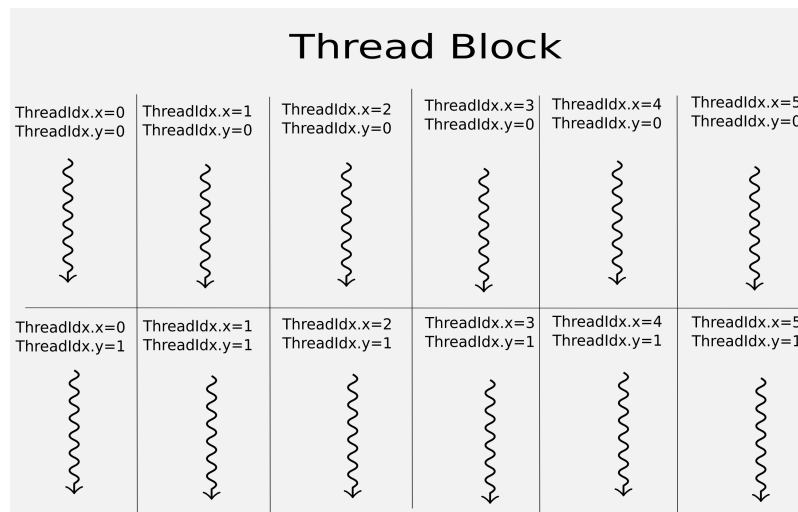 Thread Block
ThreadIdx.x=0
ThreadIdx.y=0
ThreadIdx.x=1
ThreadIdx.y=0
ThreadIdx.x=2
ThreadIdx.y=0
ThreadIdx.x=3
ThreadIdx.y=0
ThreadIdx.x=4
ThreadIdx.y=0
ThreadIdx.x=5
ThreadIdx.y=0
ThreadIdx.x=0
ThreadIdx.y=1
ThreadIdx.x=1
ThreadIdx.y=1
ThreadIdx.x=2
ThreadIdx.y=1
ThreadIdx.x=3
ThreadIdx.y=1
ThreadIdx.x=4
ThreadIdx.y=1
ThreadIdx.x=5
ThreadIdx.y=1